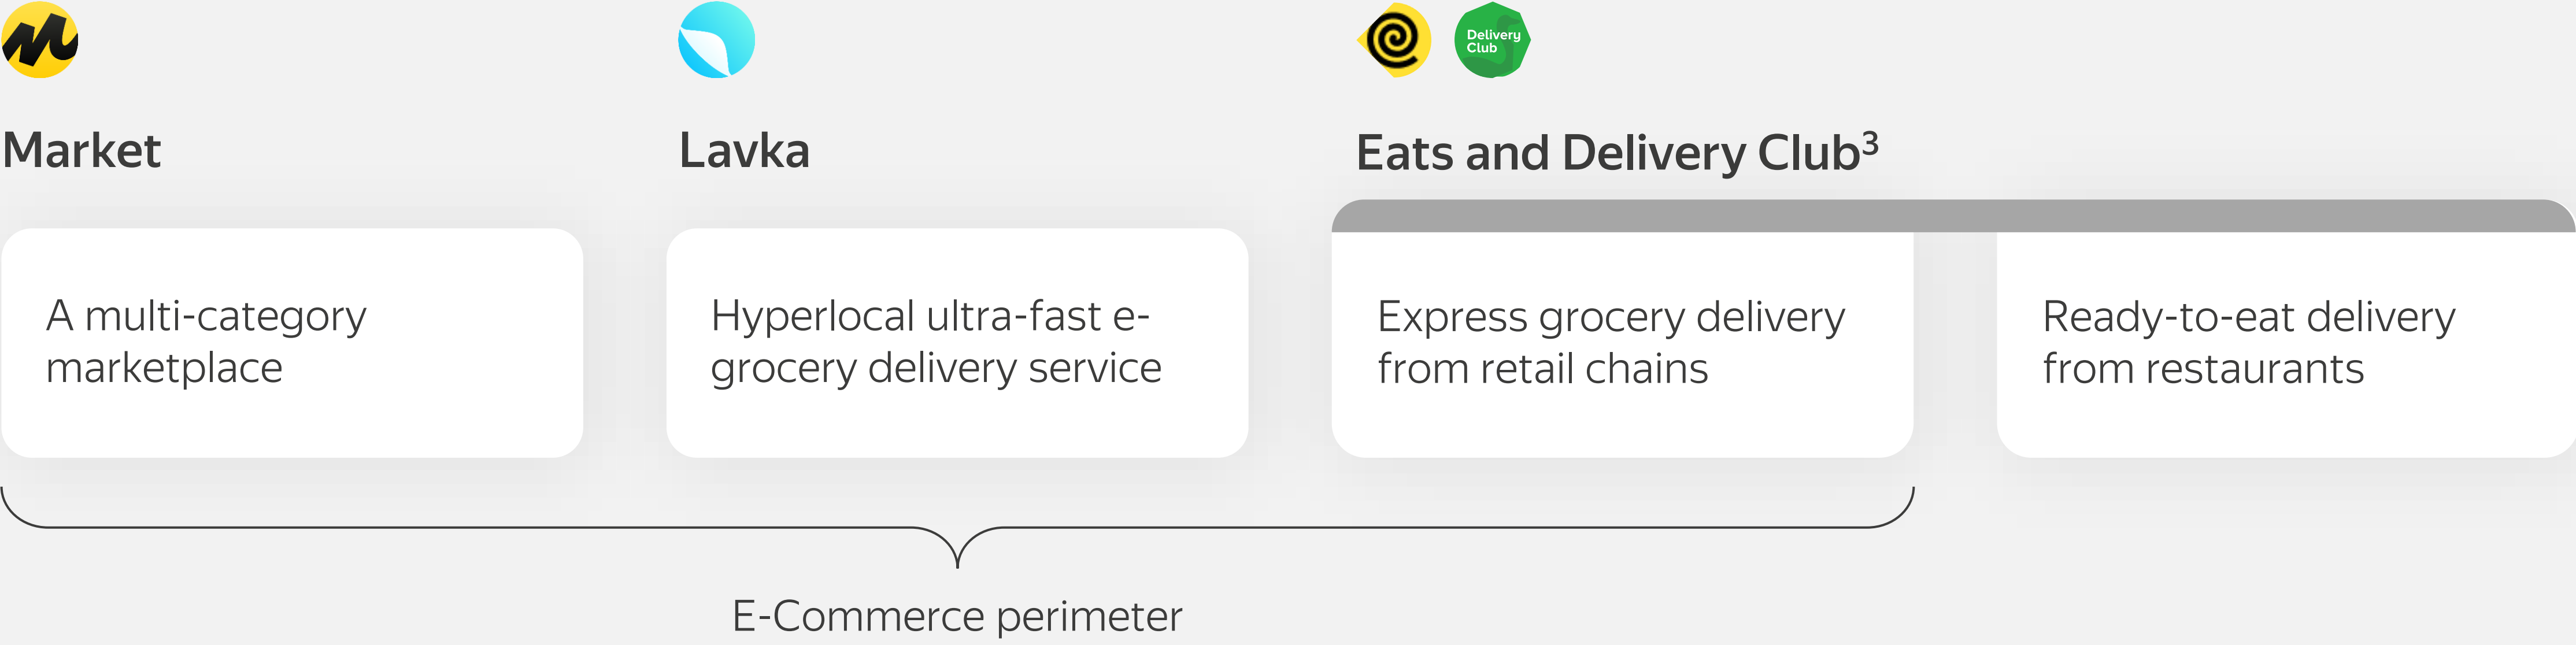 Delivery
Club
Market
Lavka
Eats and Delivery Club³
A multi-category
marketplace
Hyperlocal ultra-fast e-
grocery delivery service
Express grocery delivery
from retail chains
Ready-to-eat delivery
from restaurants
E-Commerce perimeter